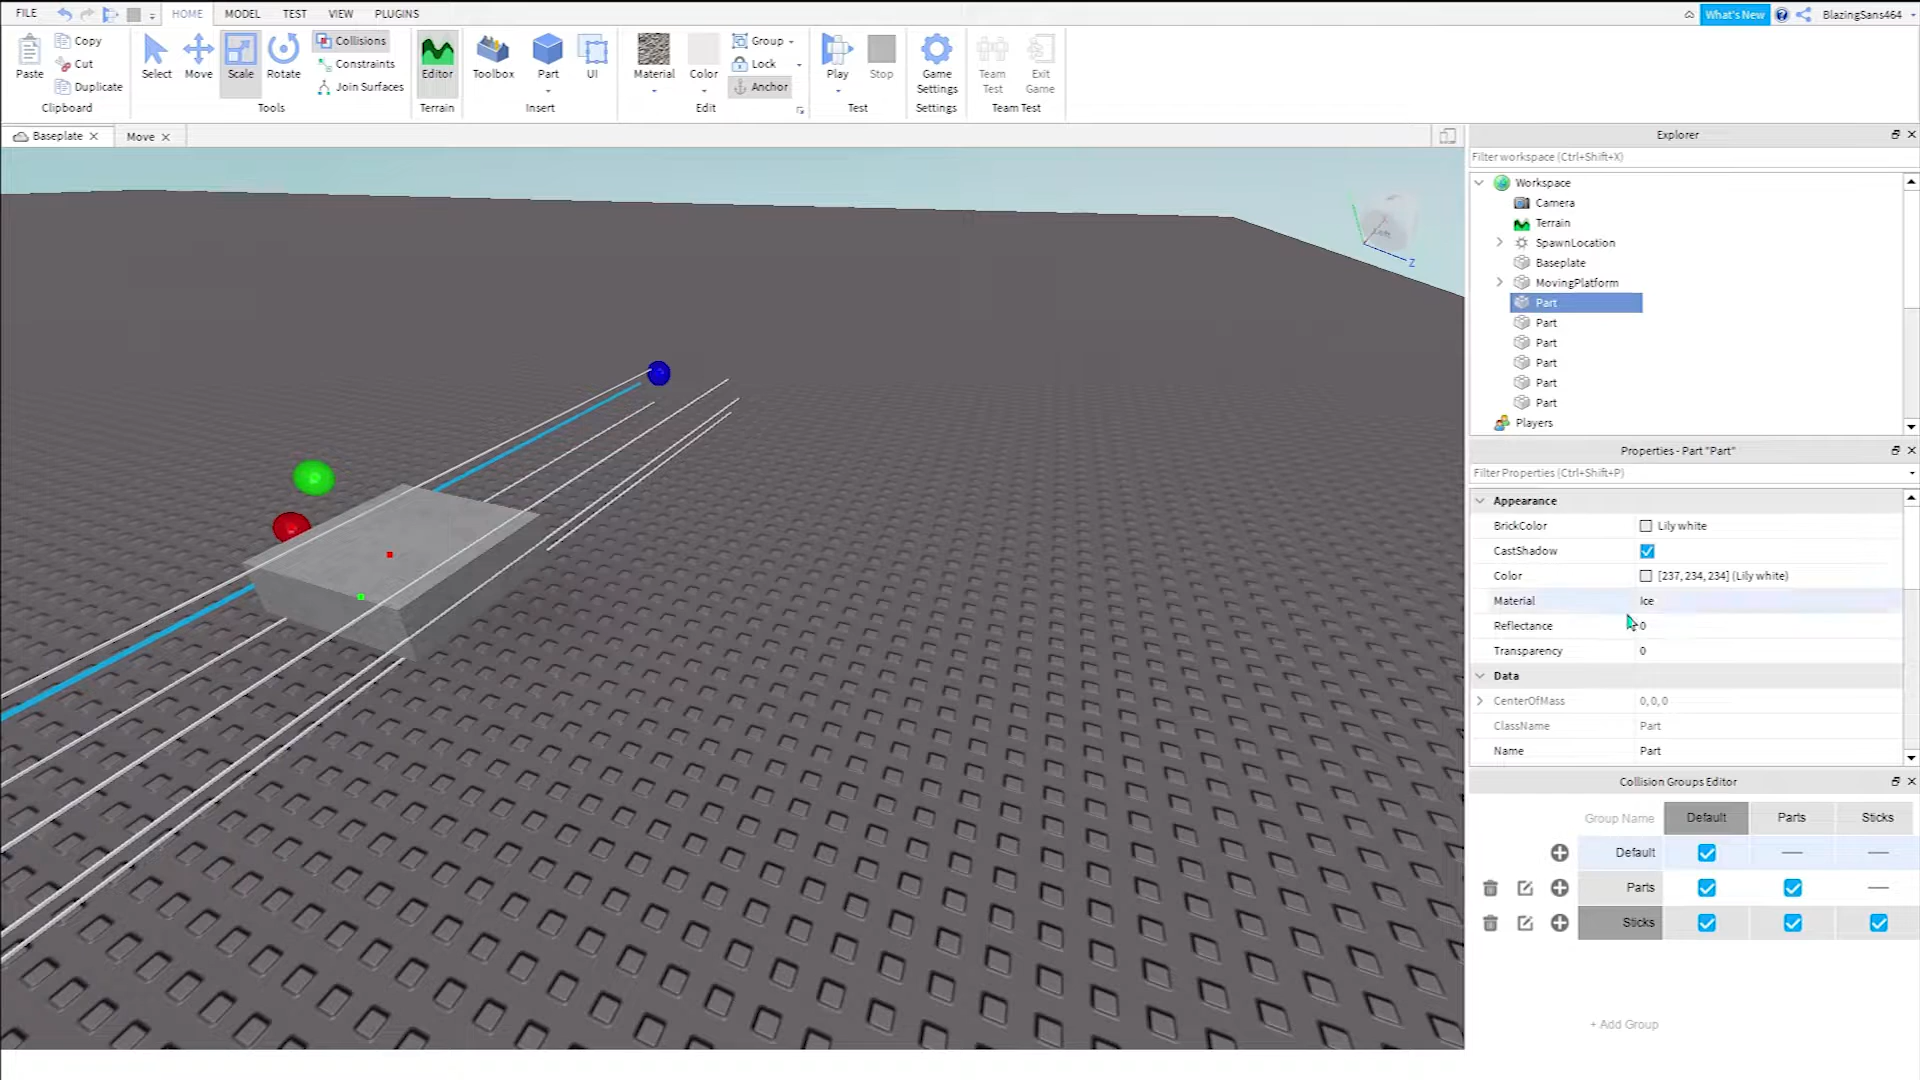 FILE HOME MODEL TEST VIEW PLUGINS What's New BlazingSans464
Paste Copy Cut Duplicate Clipboard
Select Move Scale Rotate Collisions Constraints Join Surfaces Tools
Editor Terrain
Toolbox Part UI Insert
Material Color Group Lock Anchor Edit
Play Stop Test
Game Settings Settings
Team Test Exit Game Team Test
Baseplate Move
Left
Z
Explorer
Filter workspace (Ctrl+Shift+X)
Workspace
Camera
Terrain
SpawnLocation
Baseplate
MovingPlatform
Part
Part
Part
Part
Part
Part
Players
Properties - Part "Part"
Filter Properties (Ctrl+Shift+P)
Appearance
BrickColor Lily white
CastShadow
Color [237, 234, 234] (Lily white)
Material Ice
Reflectance 0
Transparency 0
Data
CenterOfMass 0, 0, 0
ClassName Part
Name Part
Collision Groups Editor
Group Name Default Parts Sticks
Default
Parts
Sticks
+ Add Group